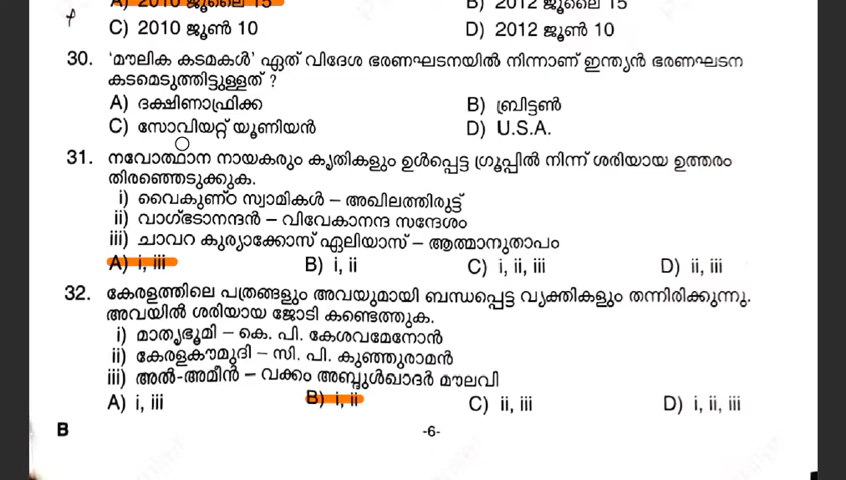 A) 2010 ജൂലൈ 15 B) 2012 ജൂലൈ 15
C) 2010 ജൂൺ 10 D) 2012 ജൂൺ 10
30. 'മൗലിക കടമകൾ' ഏത് വിദേശ ഭരണഘടനയിൽ നിന്നാണ് ഇന്ത്യൻ ഭരണഘടന
കടമെടുത്തിട്ടുള്ളത് ?
A) ദക്ഷിണാഫ്രിക്ക B) ബ്രിട്ടൺ
C) സോവിയറ്റ് യൂണിയൻ D) U.S.A.
31. നവോത്ഥാന നായകരും കൃതികളും ഉൾപ്പെട്ട ഗ്രൂപ്പിൽ നിന്ന് ശരിയായ ഉത്തരം
തിരഞ്ഞെടുക്കുക.
i) വൈകുണ്ഠ സ്വാമികൾ – അഖിലത്തിരുട്ട്
ii) വാഗ്ഭടാനന്ദൻ – വിവേകാനന്ദ സന്ദേശം
iii) ചാവറ കുര്യാക്കോസ് ഏലിയാസ് – ആത്മാനുതാപം
A) i, iii B) i, ii C) i, ii, iii D) ii, iii
32. കേരളത്തിലെ പത്രങ്ങളും അവയുമായി ബന്ധപ്പെട്ട വ്യക്തികളും തന്നിരിക്കുന്നു.
അവയിൽ ശരിയായ ജോടി കണ്ടെത്തുക.
i) മാതൃഭൂമി – കെ. പി. കേശവമേനോൻ
ii) കേരളകൗമുദി – സി. പി. കുഞ്ഞുരാമൻ
iii) അൽ-അമീൻ – വക്കം അബ്ദുൾഖാദർ മൗലവി
A) i, iii B) i, ii C) ii, iii D) i, ii, iii
B -6-